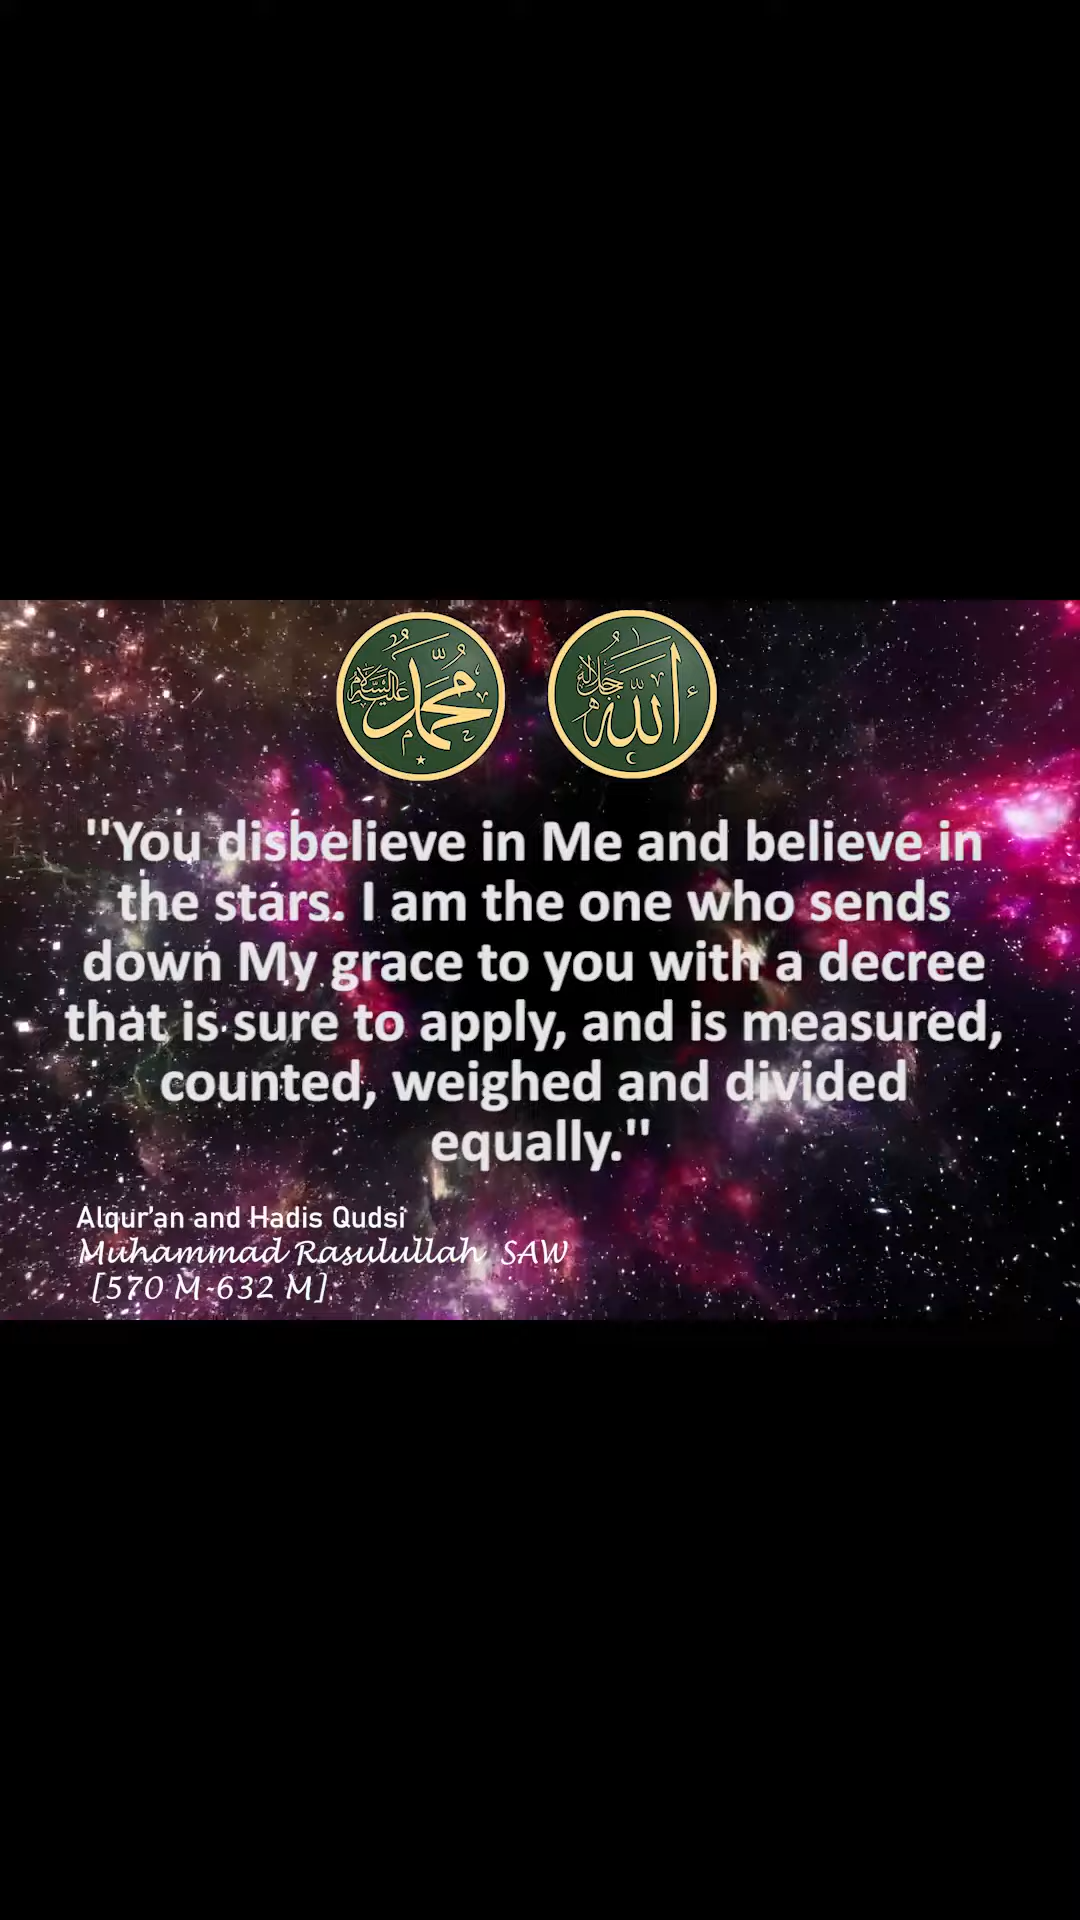 محمد عليه السلام
الله جل جلاله
"You disbelieve in Me and believe in
the stars. I am the one who sends
down My grace to you with a decree
that is sure to apply, and is measured,
counted, weighed and divided
equally."
Alqur'an and Hadis Qudsi
Muhammad Rasulullah SAW
[570 M-632 M]